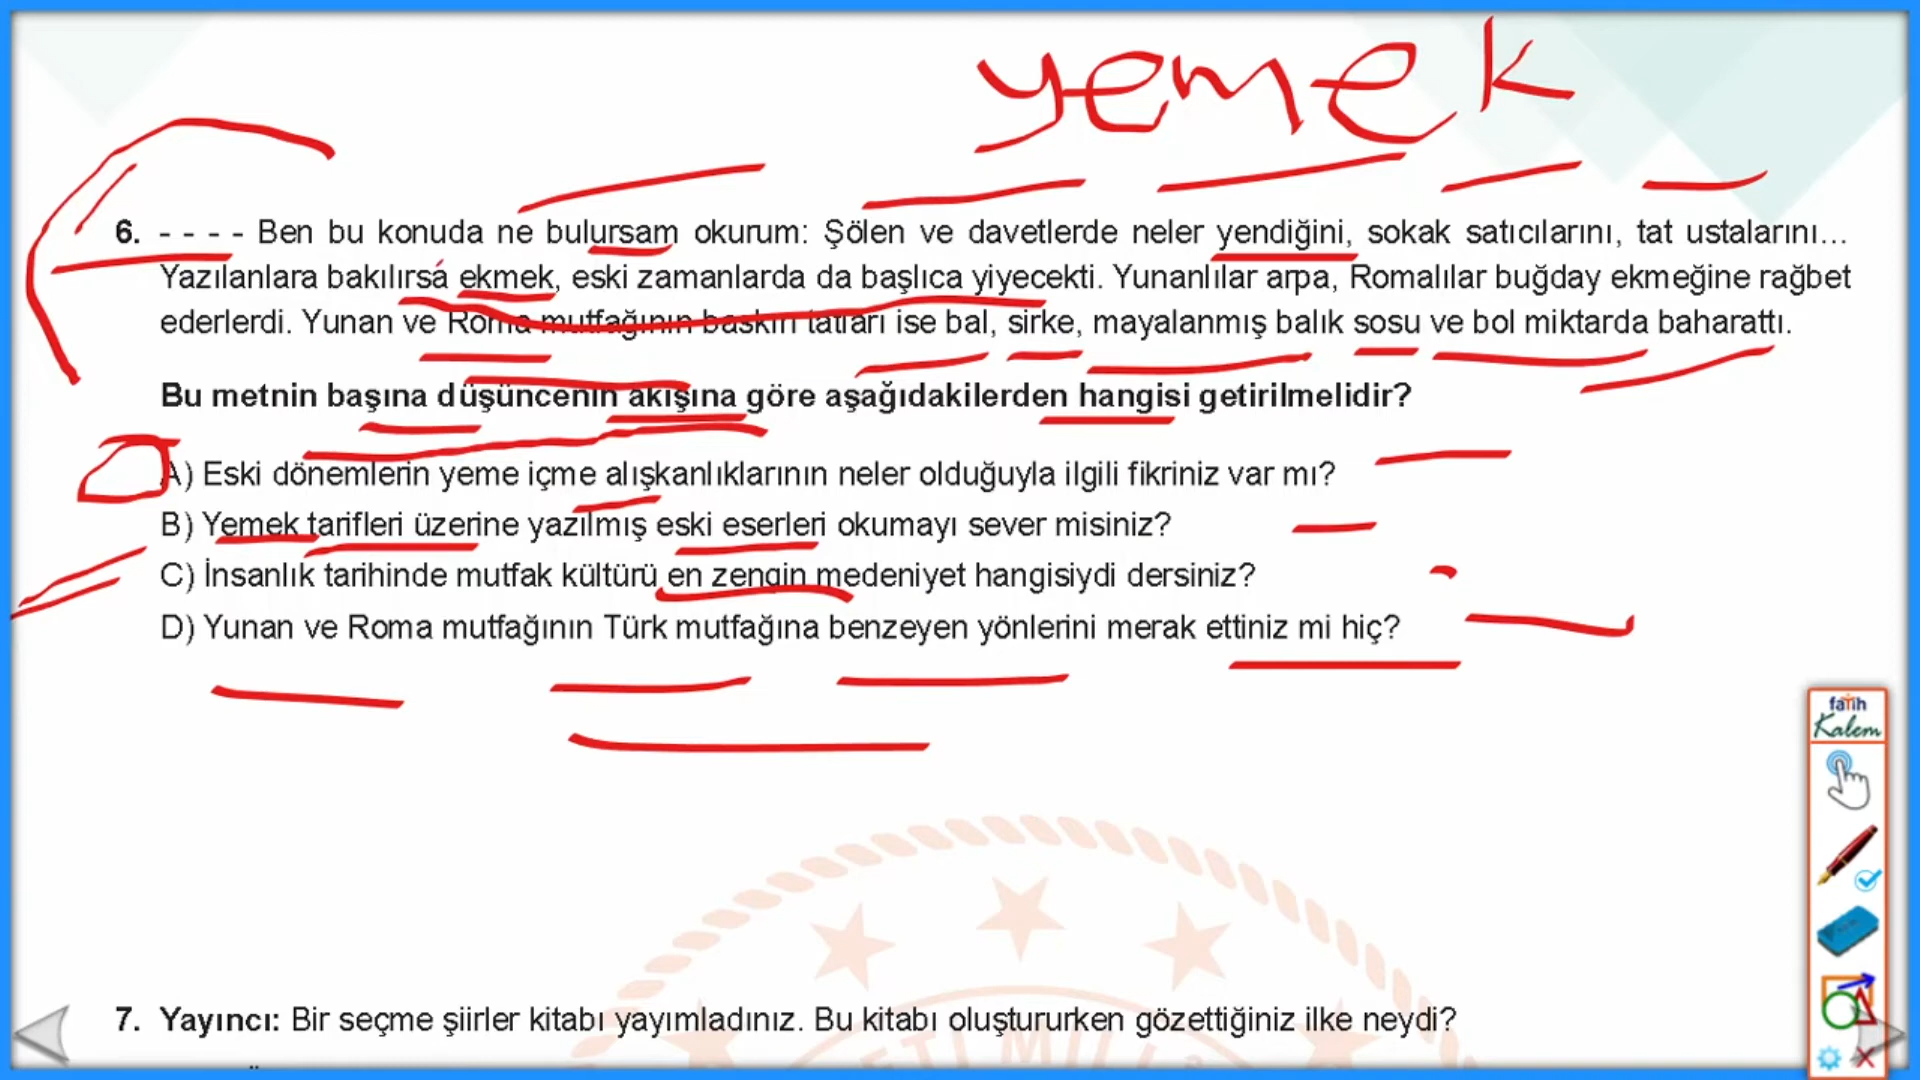 yemek
6. - - - - Ben bu konuda ne bulursam okurum: Şölen ve davetlerde neler yendiğini, sokak satıcılarını, tat ustalarını...
Yazılanlara bakılırsa ekmek, eski zamanlarda da başlıca yiyecekti. Yunanlılar arpa, Romalılar buğday ekmeğine rağbet
ederlerdi. Yunan ve Roma mutfağının baskın tatları ise bal, sirke, mayalanmış balık sosu ve bol miktarda baharattı.
Bu metnin başına düşüncenin akışına göre aşağıdakilerden hangisi getirilmelidir?
A) Eski dönemlerin yeme içme alışkanlıklarının neler olduğuyla ilgili fikriniz var mı?
B) Yemek tarifleri üzerine yazılmış eski eserleri okumayı sever misiniz?
C) İnsanlık tarihinde mutfak kültürü en zengin medeniyet hangisiydi dersiniz?
D) Yunan ve Roma mutfağının Türk mutfağına benzeyen yönlerini merak ettiniz mi hiç?
fatih
Kalem
7. Yayıncı: Bir seçme şiirler kitabı yayımladınız. Bu kitabı oluştururken gözettiğiniz ilke neydi?